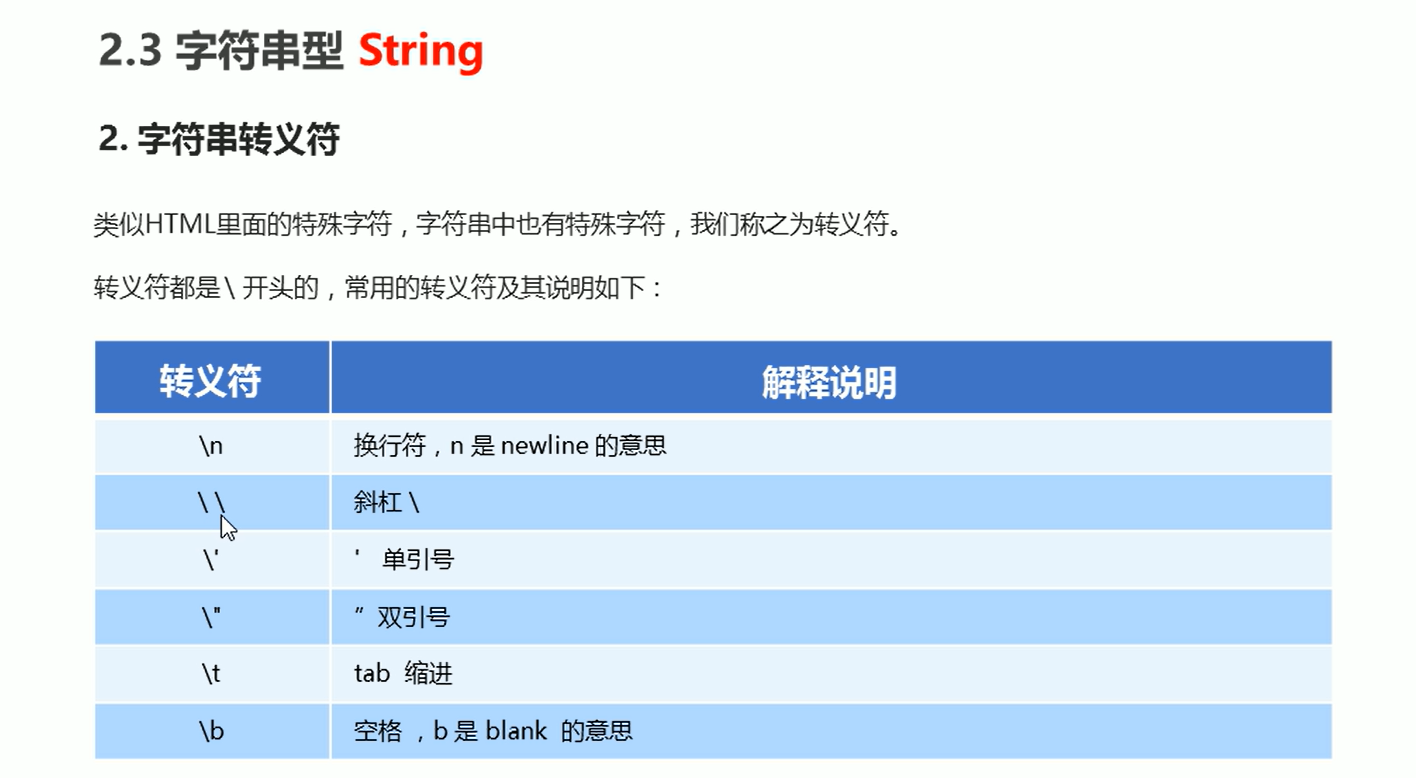 2.3 字符串型 String
2. 字符串转义符
类似HTML里面的特殊字符，字符串中也有特殊字符，我们称之为转义符。
转义符都是 \ 开头的，常用的转义符及其说明如下：
转义符 解释说明
\n 换行符，n 是 newline 的意思
\ \ 斜杠 \
\' ' 单引号
\" ” 双引号
\t tab 缩进
\b 空格 ，b 是 blank 的意思